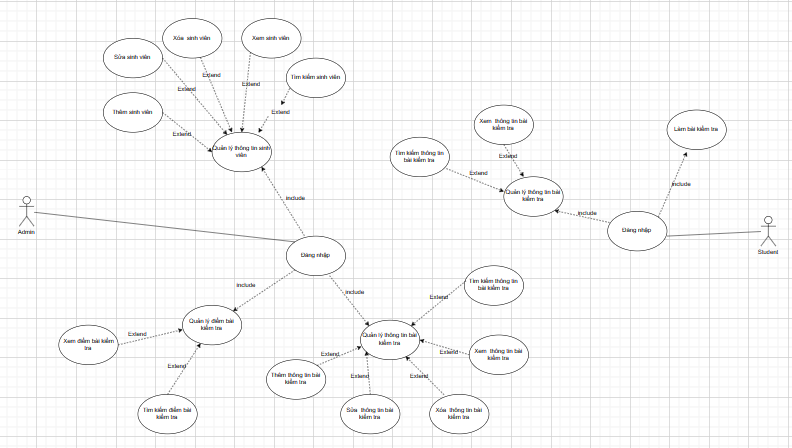 Xóa sinh viên
Xem sinh viên
Sửa sinh viên
Tìm kiếm sinh viên
Extend
Extend
Extend
Thêm sinh viên
Extend
Extend
Quản lý thông tin sinh
viên
include
Admin
Đăng nhập
include
include
Quản lý điểm bài
kiểm tra
Extend
Xem điểm bài kiểm
tra
Extend
Tìm kiếm điểm bài
kiểm tra
Quản lý thông tin bài
kiểm tra
Tìm kiếm thông tin
bài kiểm tra
Extend
Xem thông tin bài
kiểm tra
Extend
Extend
Thêm thông tin bài
kiểm tra
Extend
Extend
Sửa thông tin bài
kiểm tra
Xóa thông tin bài
kiểm tra
Xem thông tin bài
kiểm tra
Làm bài kiểm tra
Tìm kiếm thông tin
bài kiểm tra
Extend
Extend
Quản lý thông tin bài
kiểm tra
include
include
Đăng nhập
Student